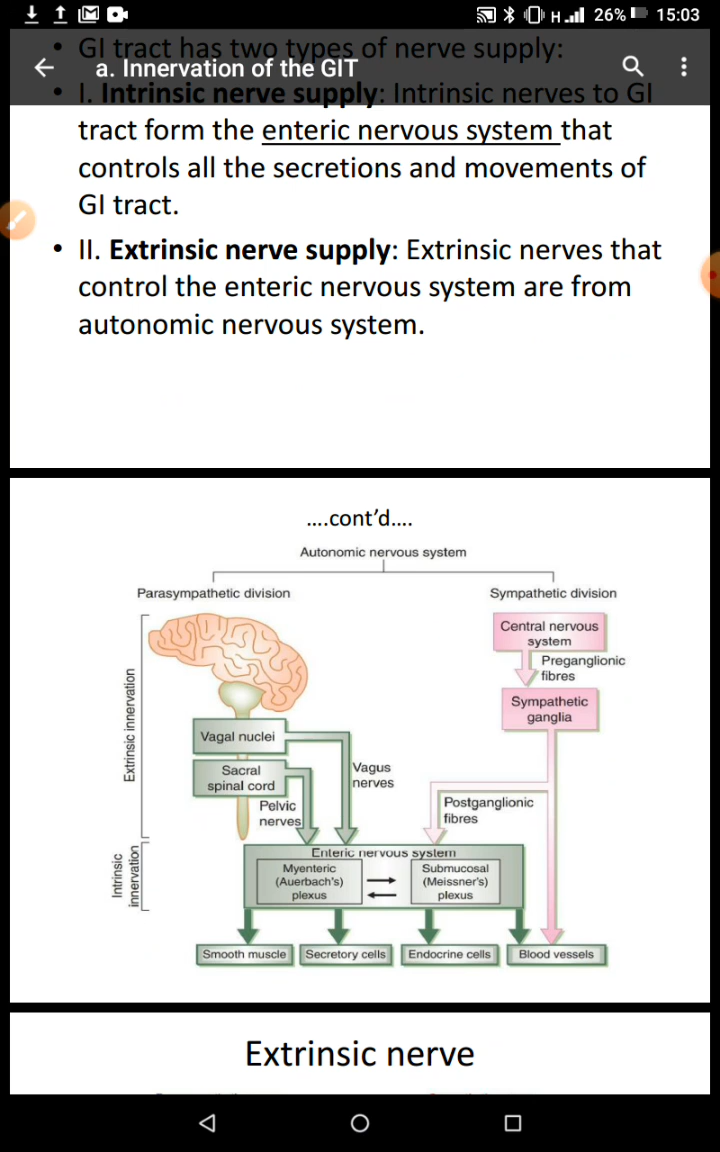 26% 15:03
• GI tract has two types of nerve supply:
a. Innervation of the GIT
• I. Intrinsic nerve supply: Intrinsic nerves to GI
tract form the enteric nervous system that
controls all the secretions and movements of
GI tract.
• II. Extrinsic nerve supply: Extrinsic nerves that
control the enteric nervous system are from
autonomic nervous system.
....cont'd....
Autonomic nervous system
Parasympathetic division
Sympathetic division
Central nervous
system
Preganglionic
fibres
Sympathetic
ganglia
Extrinsic innervation
Vagal nuclei
Sacral
spinal cord
Vagus
nerves
Pelvic
nerves
Postganglionic
fibres
Intrinsic
innervation
Enteric nervous system
Myenteric
(Auerbach's)
plexus
Submucosal
(Meissner's)
plexus
Smooth muscle
Secretory cells
Endocrine cells
Blood vessels
Extrinsic nerve